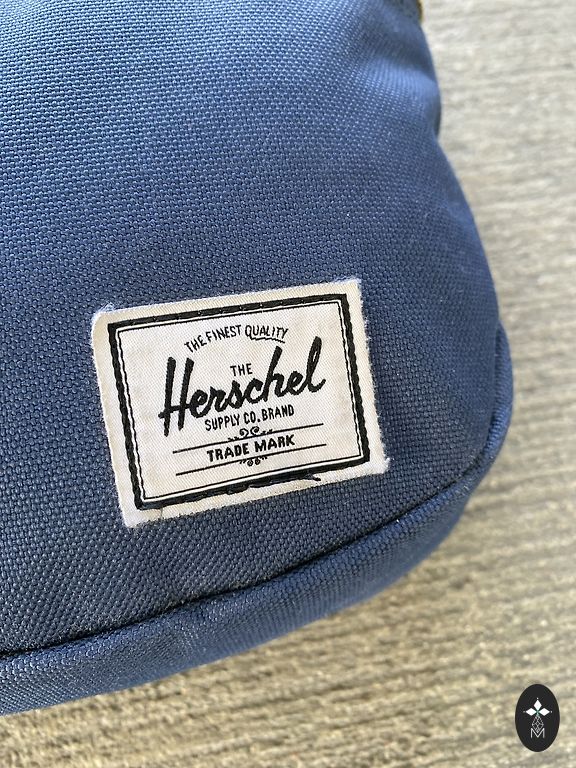 THE FINEST QUALITY
THE
Herschel
SUPPLY CO. BRAND
TRADE MARK
M